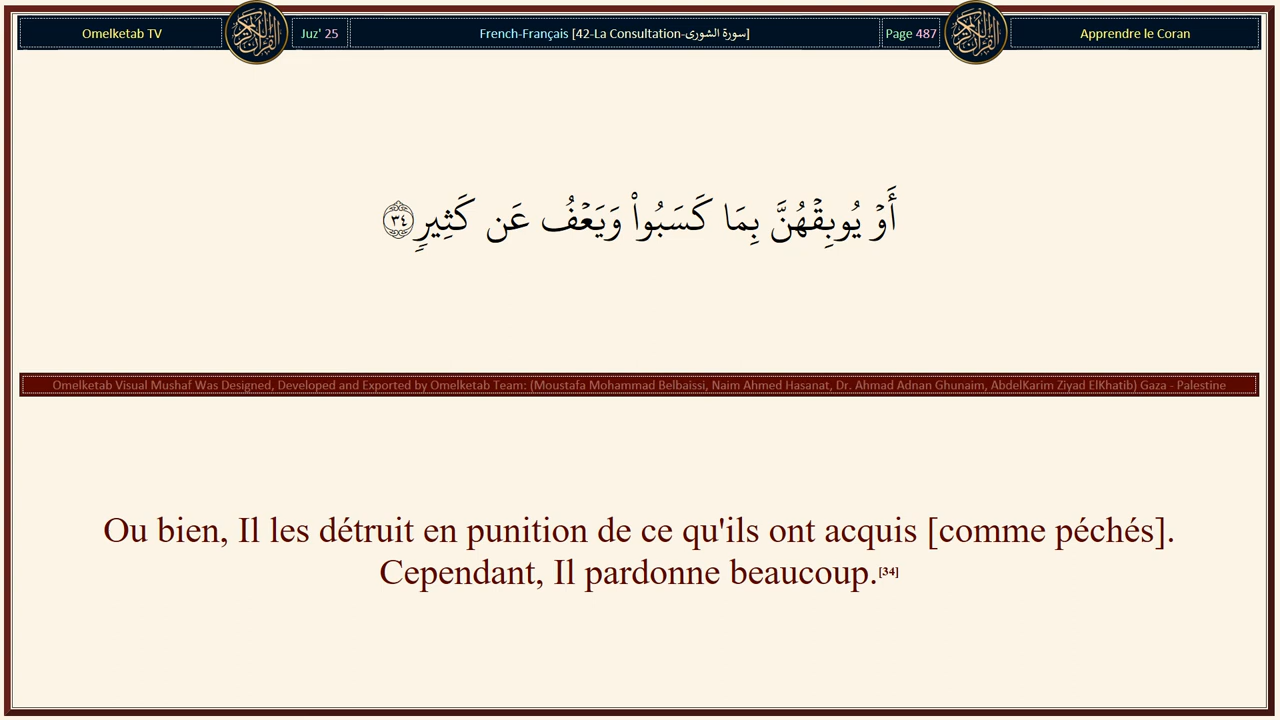 Omelketab TV
Juz' 25
French-Français [42-La Consultation-سورة الشورى]
Page 487
Apprendre le Coran
أَوۡ يُوبِقۡهُنَّ بِمَا كَسَبُواْ وَيَعۡفُ عَن كَثِيرٖ ٣٤
Omelketab Visual Mushaf Was Designed, Developed and Exported by Omelketab Team: (Moustafa Mohammad Belbaissi, Naim Ahmed Hasanat, Dr. Ahmad Adnan Ghunaim, AbdelKarim Ziyad ElKhatib) Gaza - Palestine
Ou bien, Il les détruit en punition de ce qu'ils ont acquis [comme péchés].
Cependant, Il pardonne beaucoup.[34]